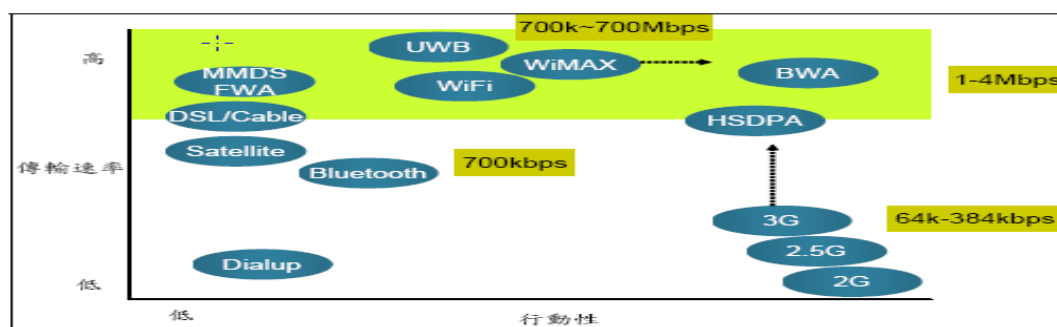 700k~700Mbps
UWB
高
WiMAX
MMDS
FWA
BWA
WiFi
1-4Mbps
DSL/Cable
HSDPA
Satellite
700kbps
傳輸速率
Bluetooth
3G
64k-384kbps
2.5G
Dialup
2G
低
低
行動性